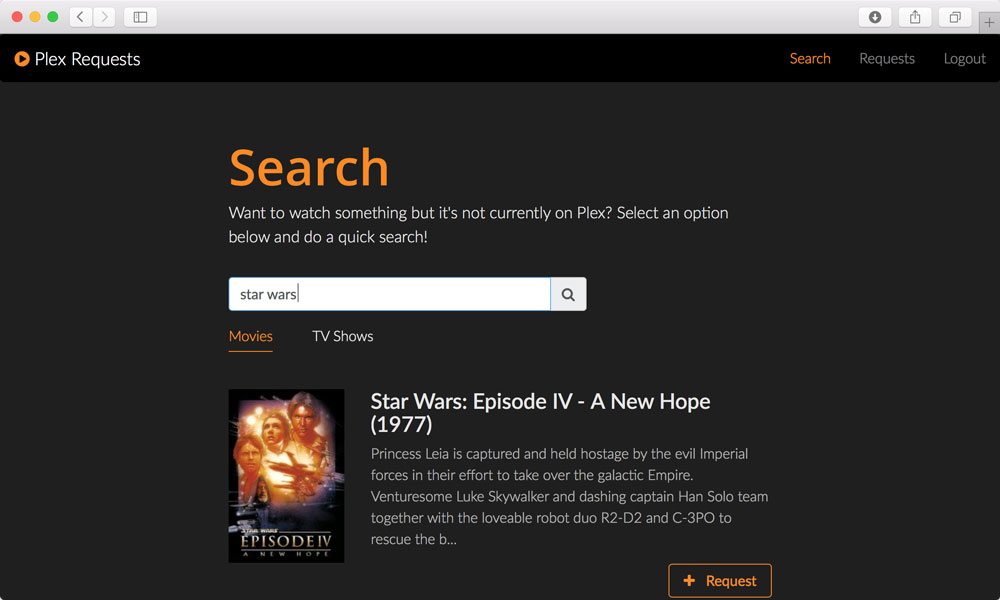 Plex Requests
Search
Requests
Logout
Search
Want to watch something but it's not currently on Plex? Select an option
below and do a quick search!
star wars
Movies
TV Shows
Star Wars: Episode IV - A New Hope
(1977)
Princess Leia is captured and held hostage by the evil Imperial
forces in their effort to take over the galactic Empire.
Venturesome Luke Skywalker and dashing captain Han Solo team
together with the loveable robot duo R2-D2 and C-3PO to
rescue the b...
STAR WARS
EPISODE IV
A NEW HOPE
+ Request